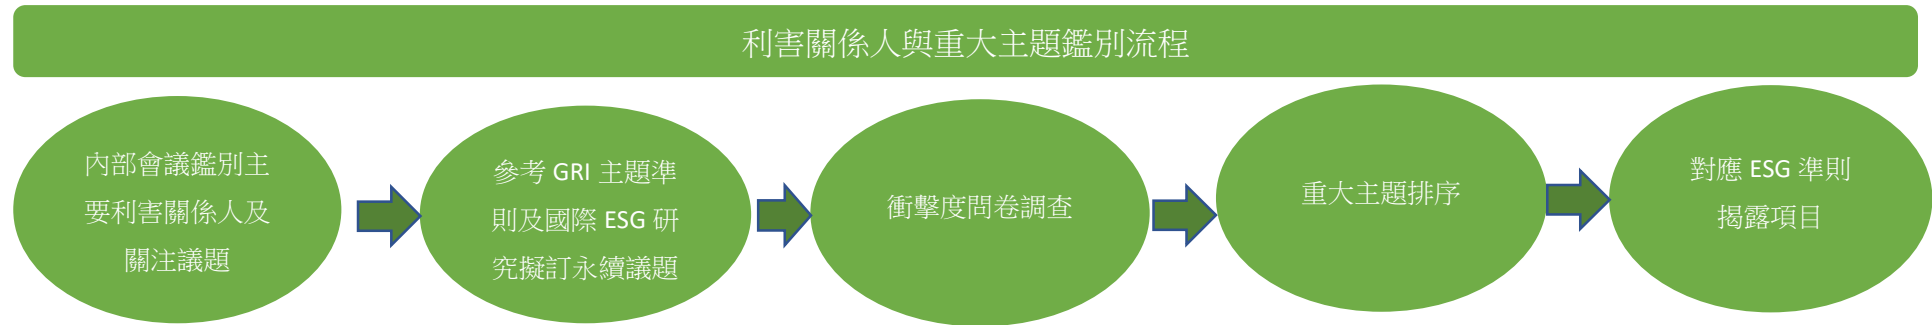 利害關係人與重大主題鑑別流程
內部會議鑑別主
要利害關係人及
關注議題
參考 GRI 主題準
則及國際 ESG 研
究擬訂永續議題
衝擊度問卷調查
重大主題排序
對應 ESG 準則
揭露項目